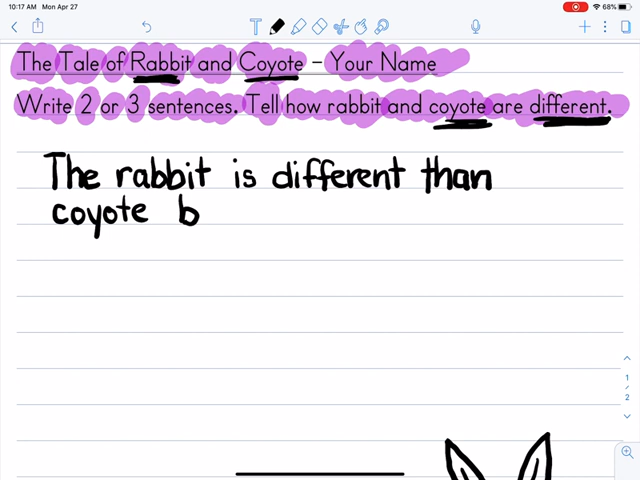 10:17 AM Mon Apr 27
68%
The Tale of Rabbit and Coyote – Your Name
Write 2 or 3 sentences. Tell how rabbit and coyote are different.
The rabbit is different than
coyote b
1
2